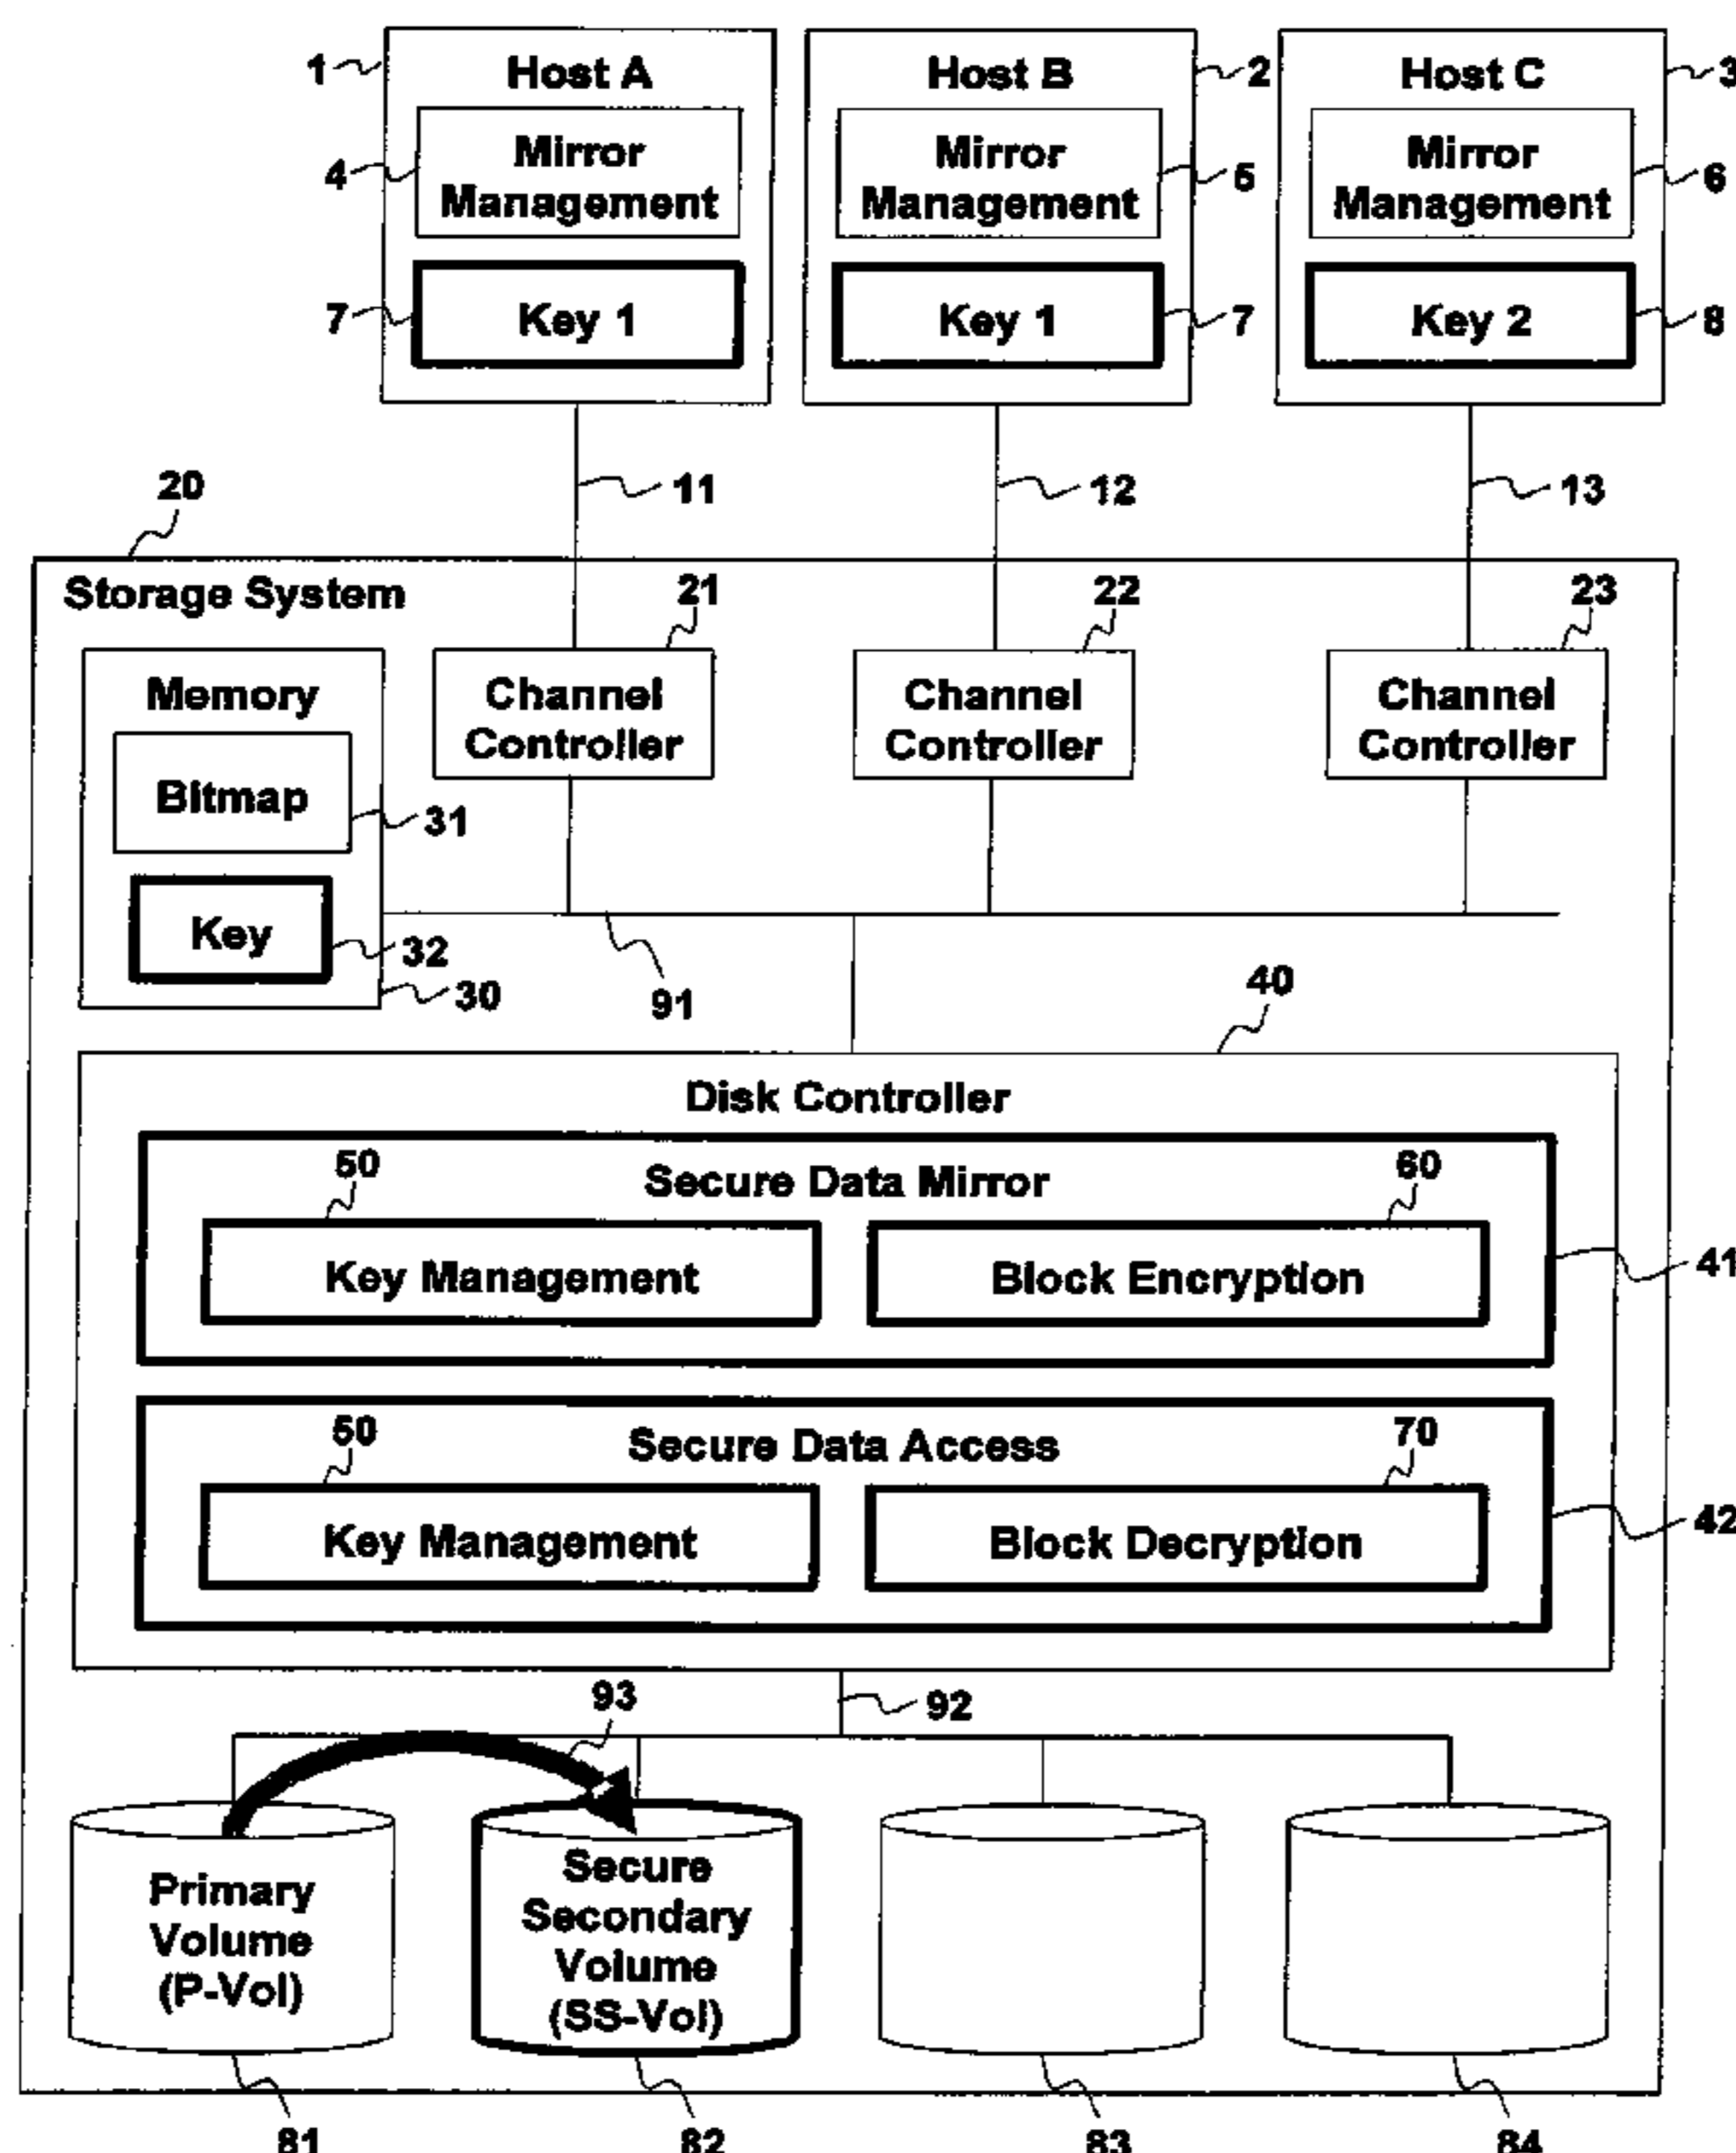 1
Host A
Mirror
Management
4
Key 1
7
Host B
2
Mirror
Management
5
Key 1
7
Host C
3
Mirror
Management
6
Key 2
8
11
12
13
20
Storage System
21
22
23
Memory
Bitmap
31
Key
32
30
Channel
Controller
Channel
Controller
Channel
Controller
91
40
Disk Controller
50
Secure Data Mirror
60
Key Management
Block Encryption
41
50
Secure Data Access
70
Key Management
Block Decryption
42
93
92
Primary
Volume
(P-Vol)
Secure
Secondary
Volume
(SS-Vol)
81
82
83
84